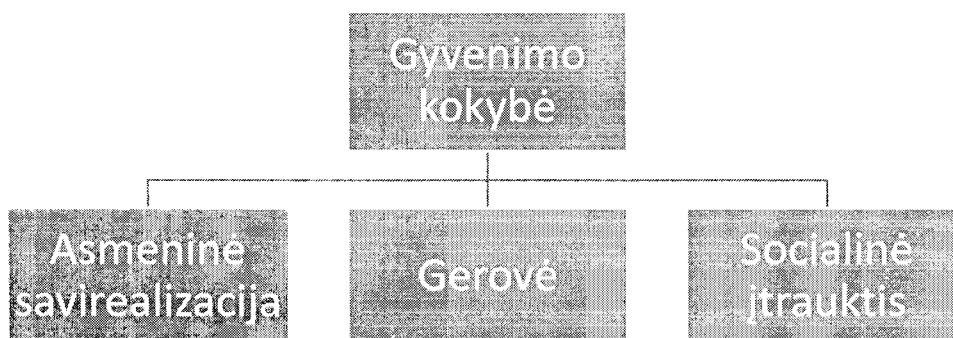 Gyvenimo
kokybė
Asmeninė
savirealizacija
Gerovė
Socialinė
įtrauktis